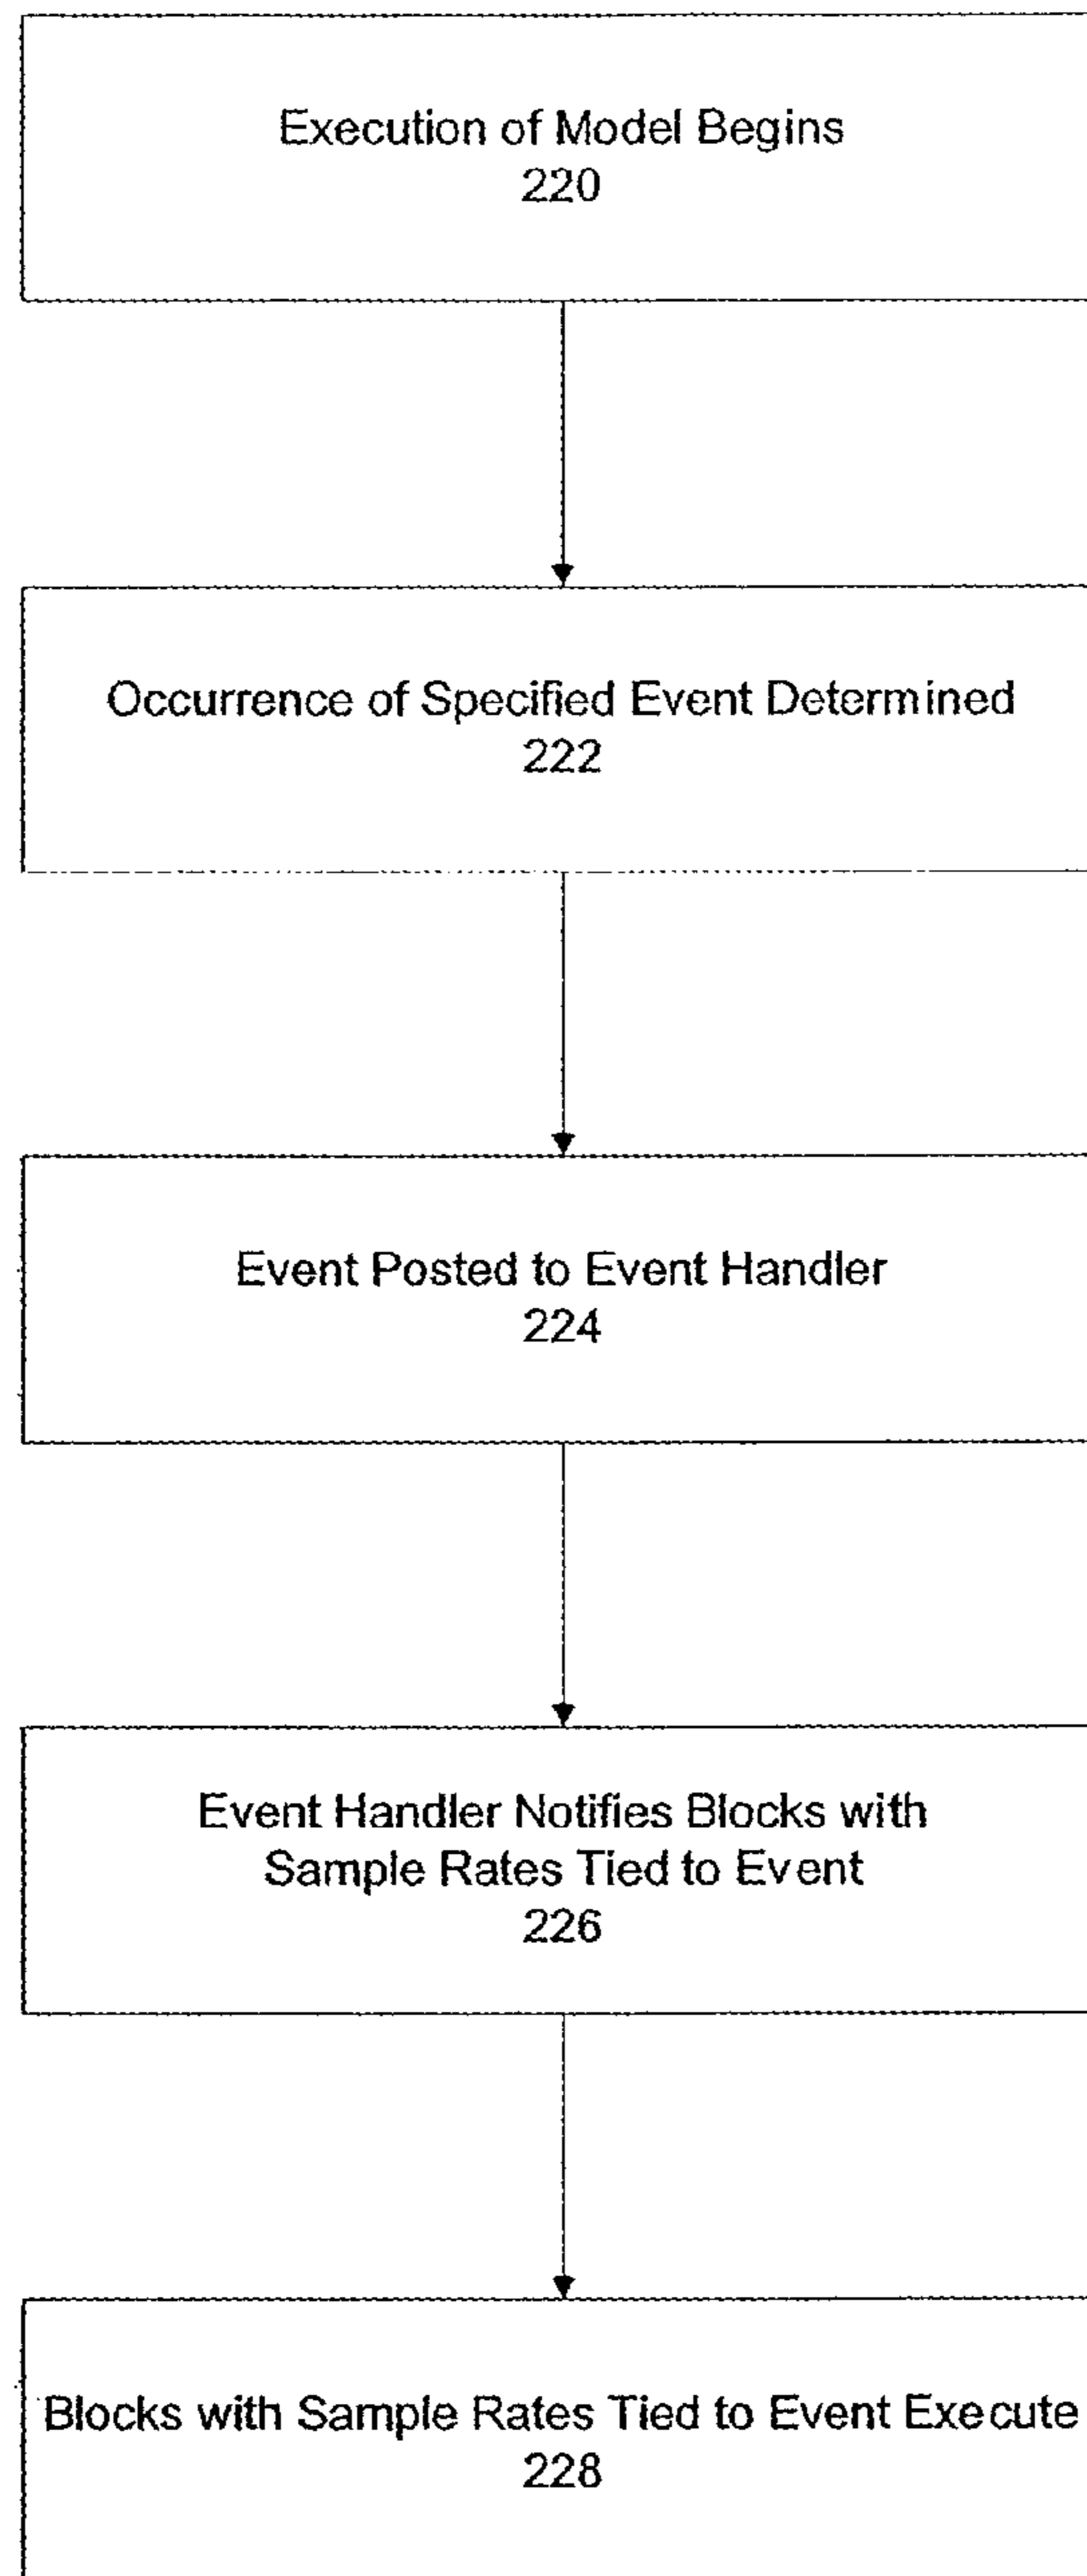 Execution of Model Begins
220
Occurrence of Specified Event Determined
222
Event Posted to Event Handler
224
Event Handler Notifies Blocks with
Sample Rates Tied to Event
226
Blocks with Sample Rates Tied to Event Execute
228